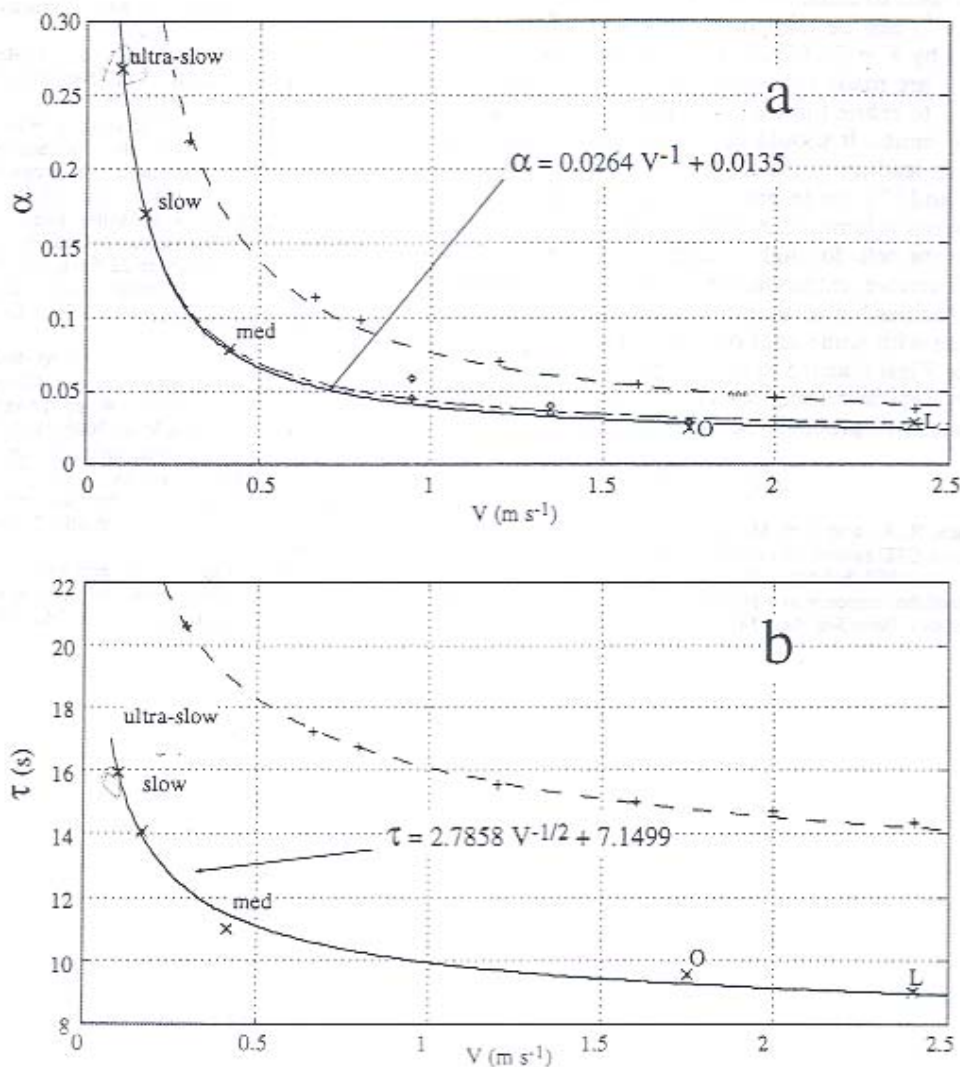 0.30
ultra-slow
0.25
a
0.20
α = 0.0264 V⁻¹ + 0.0135
slow
α
0.15
0.1
med
0.05
O
L
0
0
0.5
1
1.5
2
2.5
V (m s⁻¹)
22
b
20
18
ultra-slow
τ (s)
16
slow
14
τ = 2.7858 V⁻¹/² + 7.1499
12
med
10
O
L
8
0
0.5
1
1.5
2
2.5
V (m s⁻¹)